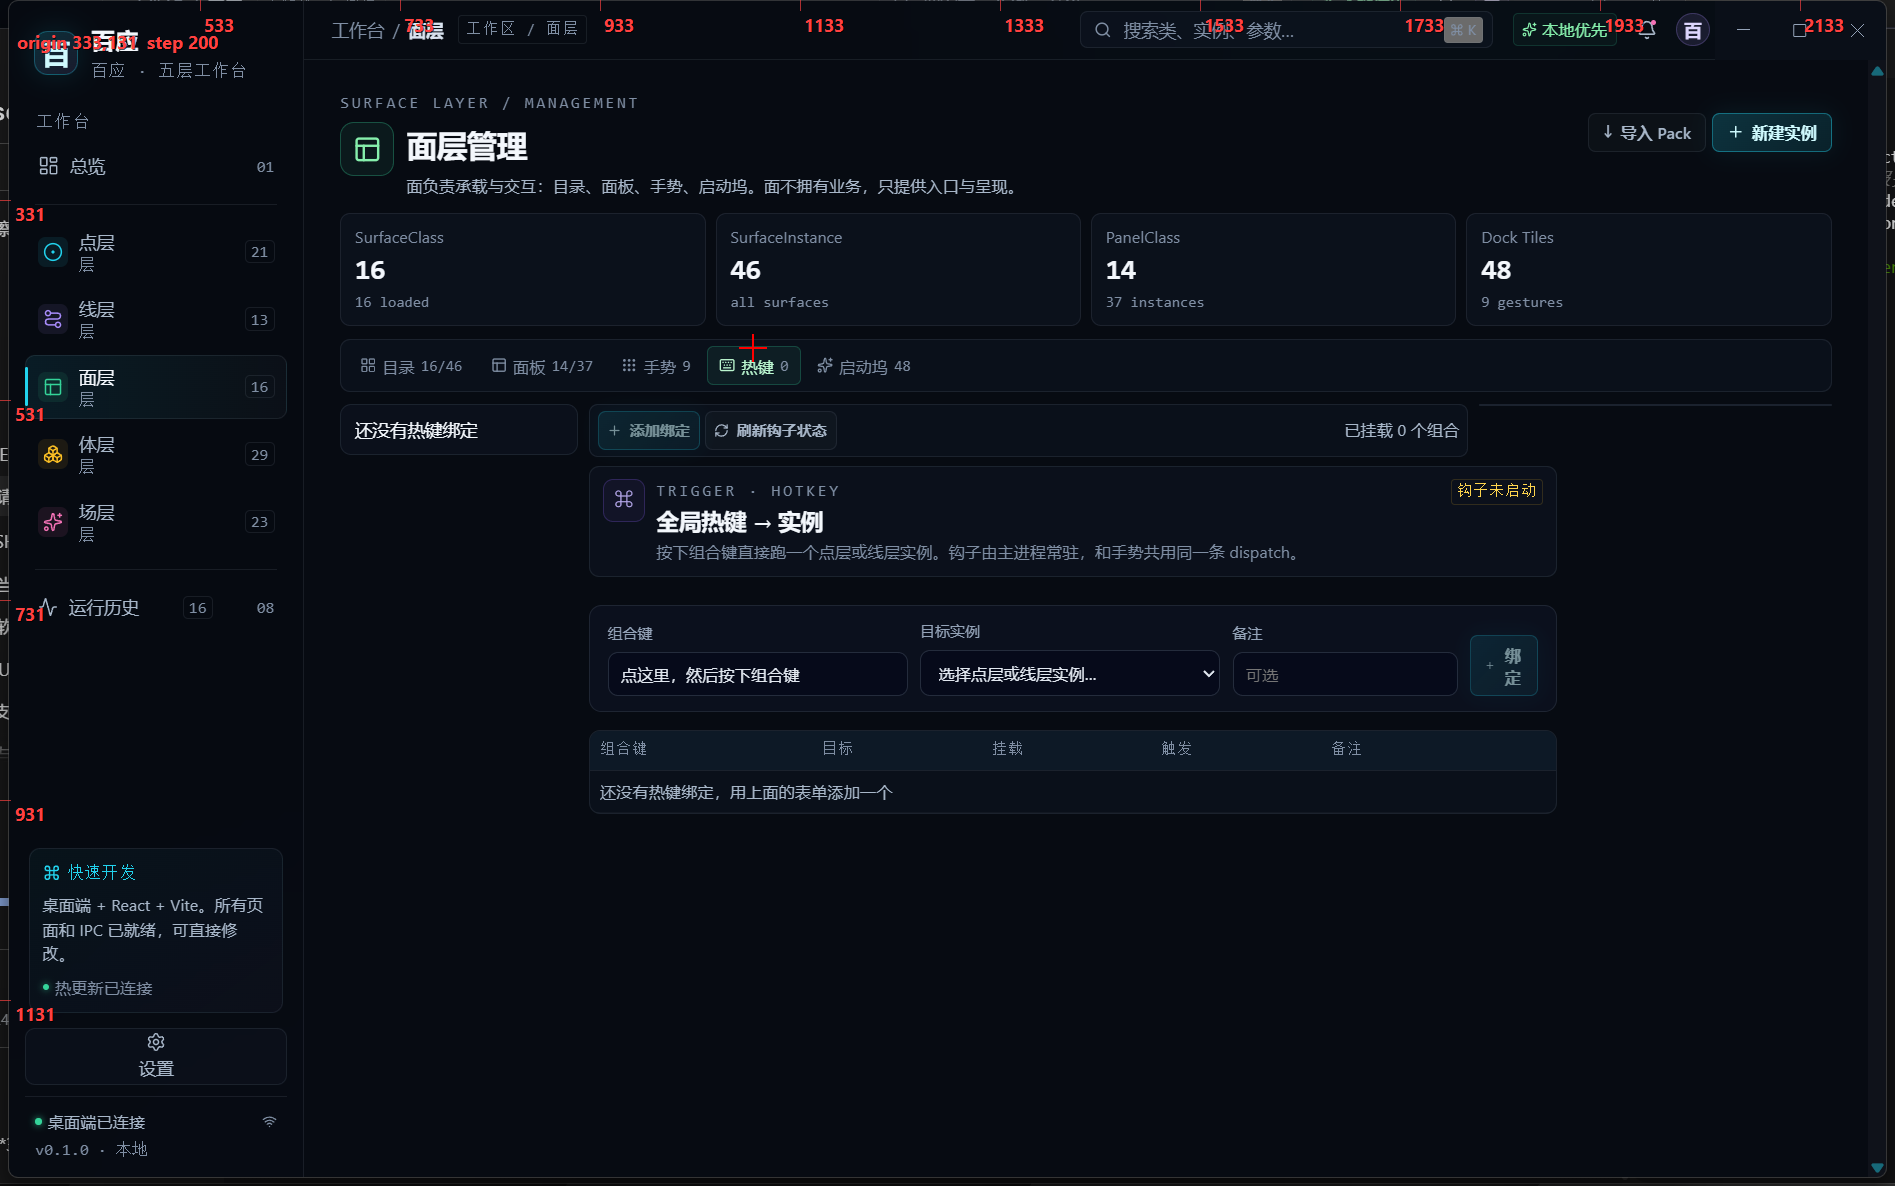 origin 333,131 step 200
533
733
933
1133
1333
1533
1733
1933
2133
百
百应
百应 · 五层工作台
工作台 / 面层
工作区 / 面层
搜索类、实例、参数...
⌘ K
本地优先
百
工作台
总览
01
331
点层
层
21
线层
层
13
面层
层
16
531
体层
层
29
场层
层
23
731
运行历史
16
08
931
快速开发
桌面端 + React + Vite。所有页
面和 IPC 已就绪，可直接修
改。
热更新已连接
1131
设置
桌面端已连接
v0.1.0 · 本地
SURFACE LAYER / MANAGEMENT
面层管理
面负责承载与交互：目录、面板、手势、启动坞。面不拥有业务，只提供入口与呈现。
↓ 导入 Pack
+ 新建实例
SurfaceClass
16
16 loaded
SurfaceInstance
46
all surfaces
PanelClass
14
37 instances
Dock Tiles
48
9 gestures
目录 16/46
面板 14/37
手势 9
热键 0
启动坞 48
还没有热键绑定
+ 添加绑定
刷新钩子状态
已挂载 0 个组合
TRIGGER · HOTKEY
钩子未启动
全局热键 → 实例
按下组合键直接跑一个点层或线层实例。钩子由主进程常驻，和手势共用同一条 dispatch。
组合键
目标实例
备注
点这里，然后按下组合键
选择点层或线层实例...
可选
+ 绑
定
组合键
目标
挂载
触发
备注
还没有热键绑定，用上面的表单添加一个